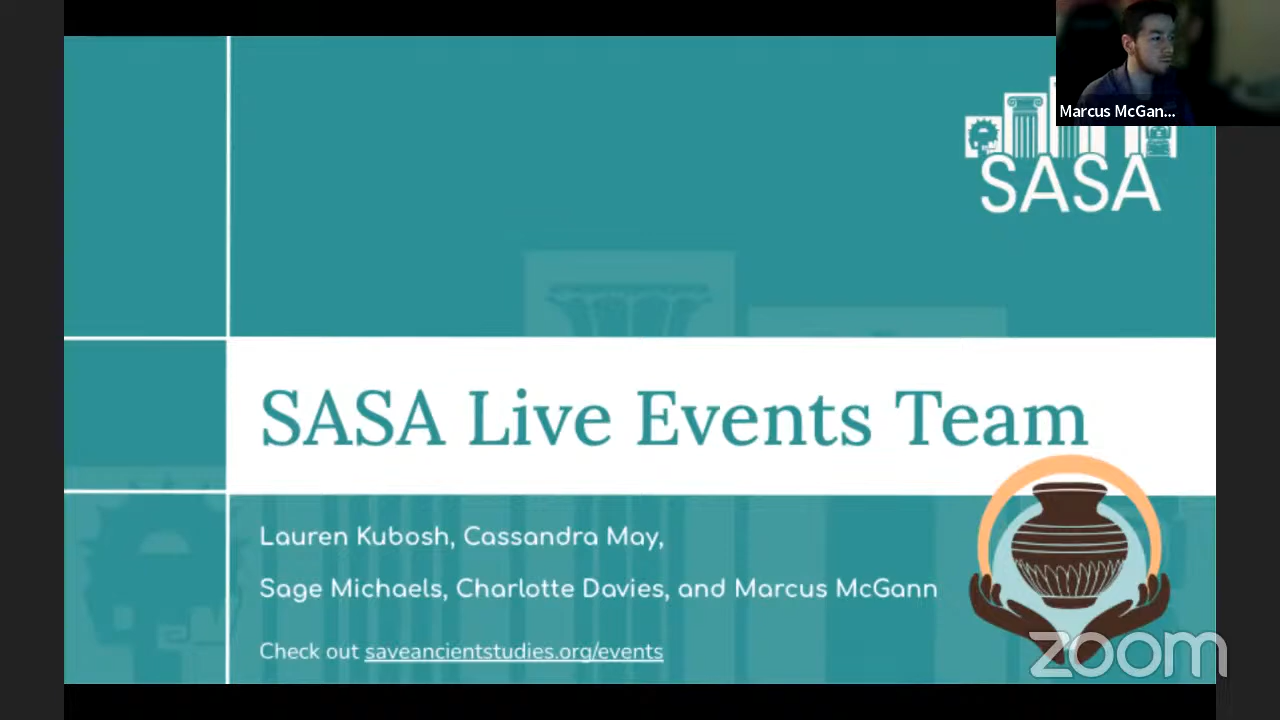 Marcus McGan...
SASA
SASA Live Events Team
Lauren Kubosh, Cassandra May,
Sage Michaels, Charlotte Davies, and Marcus McGann
Check out saveancientstudies.org/events
zoom